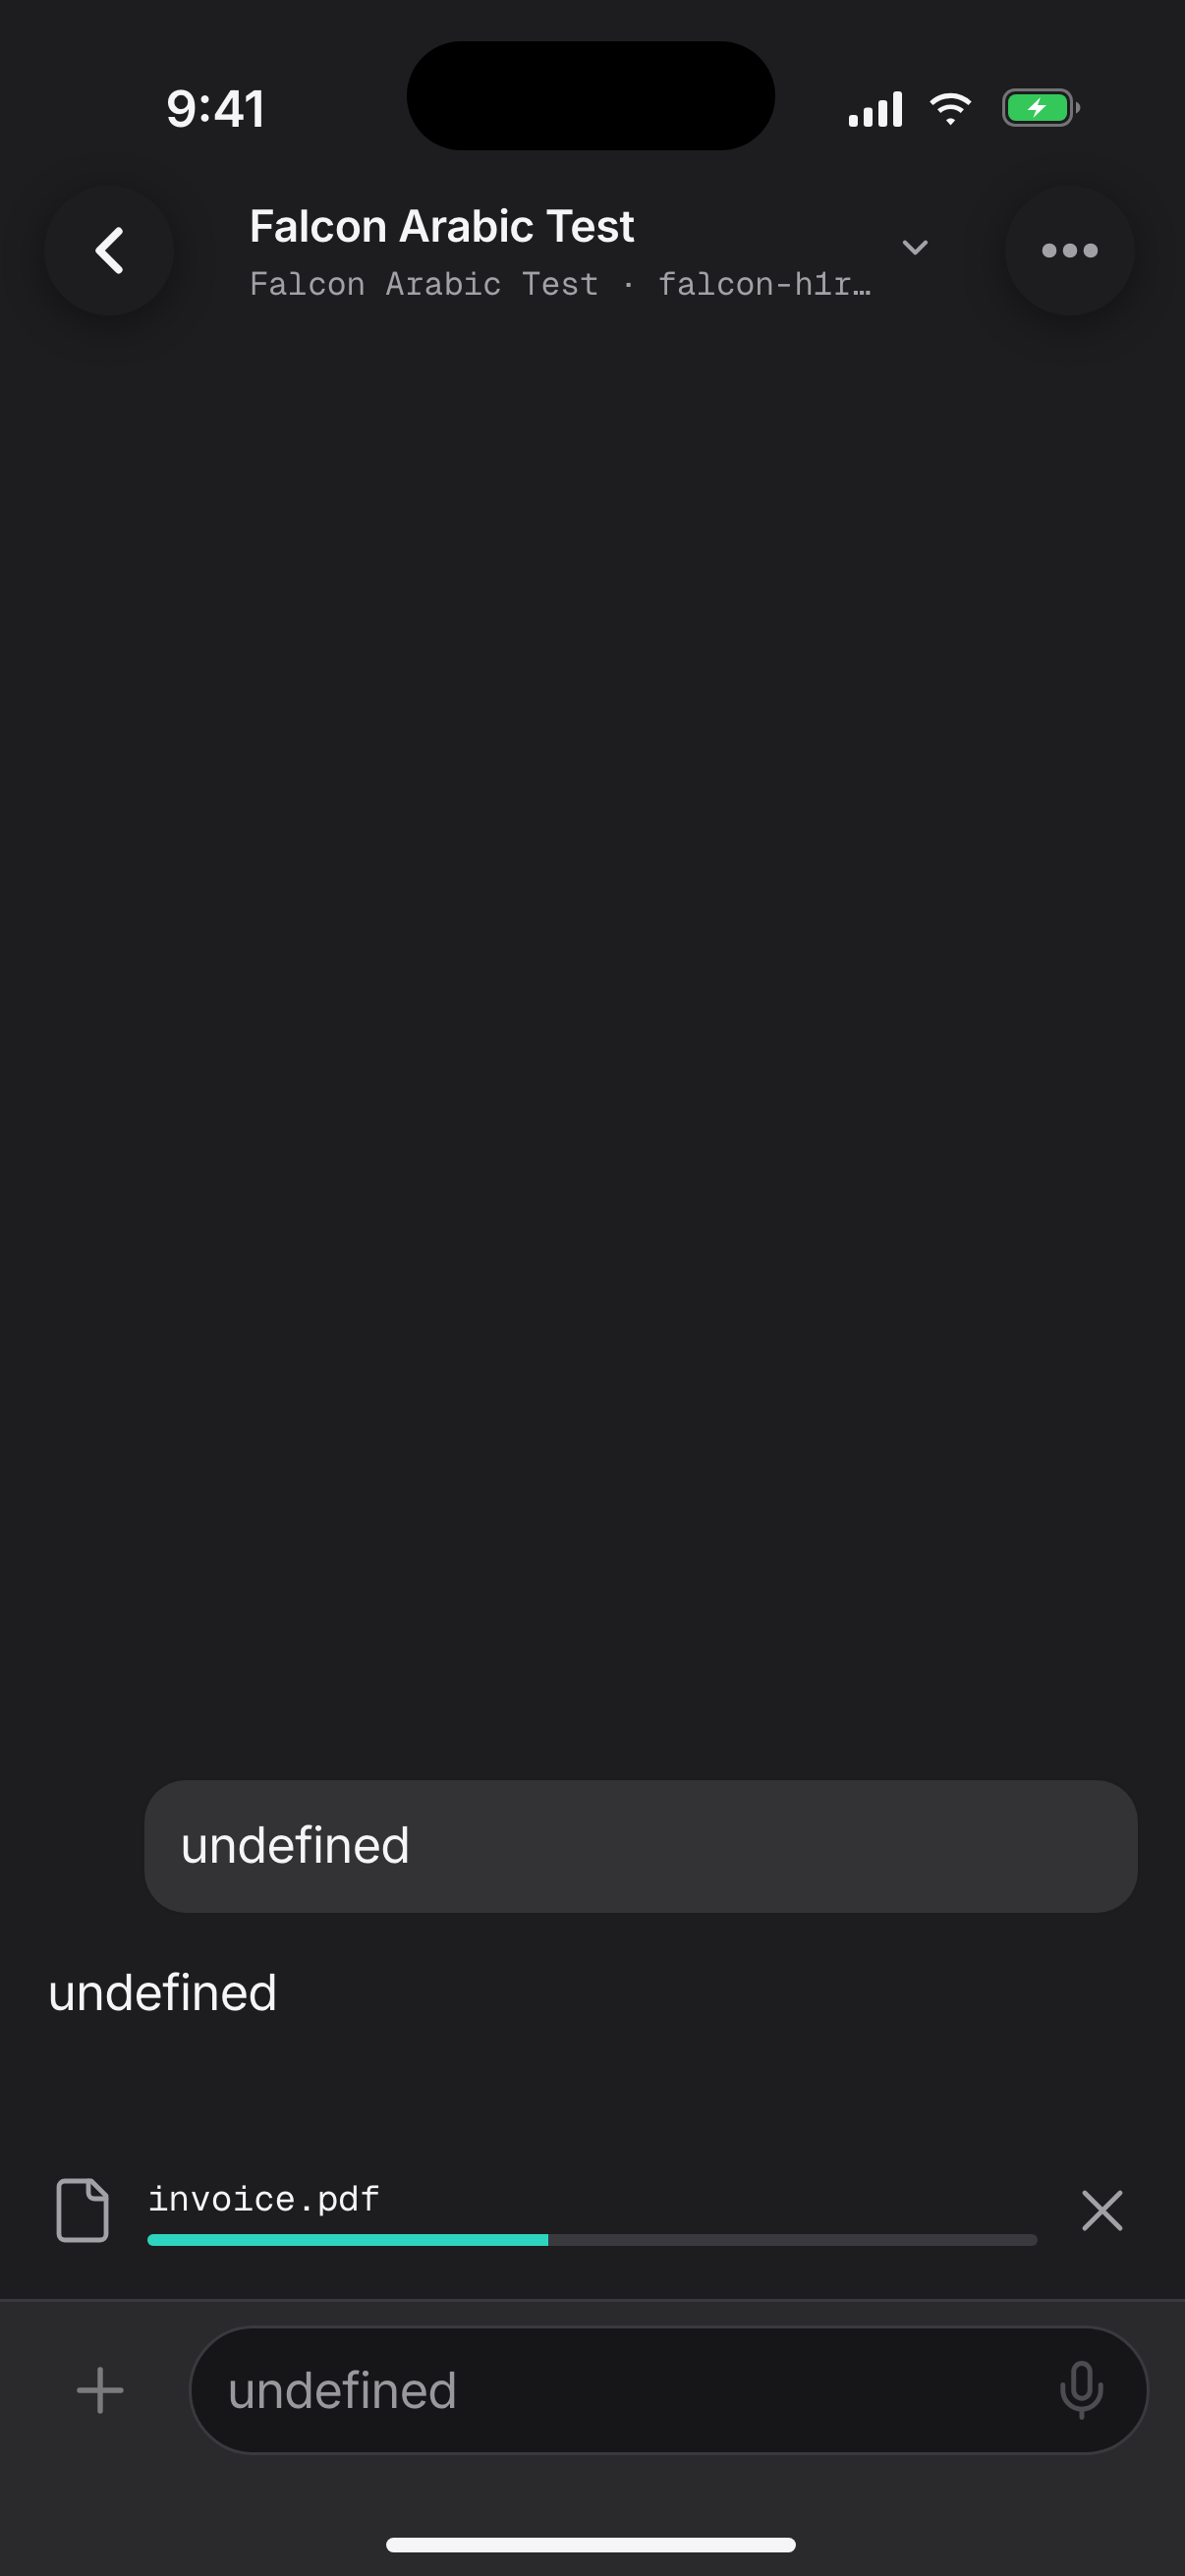 9:41
Falcon Arabic Test
Falcon Arabic Test · falcon-h1r…
undefined
undefined
invoice.pdf
undefined